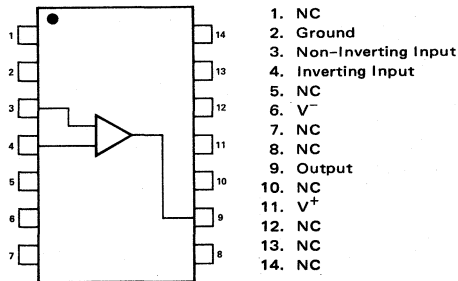 1
2
3
4
5
6
7
14
13
12
11
10
9
8
1. NC
2. Ground
3. Non-Inverting Input
4. Inverting Input
5. NC
6. V⁻
7. NC
8. NC
9. Output
10. NC
11. V⁺
12. NC
13. NC
14. NC